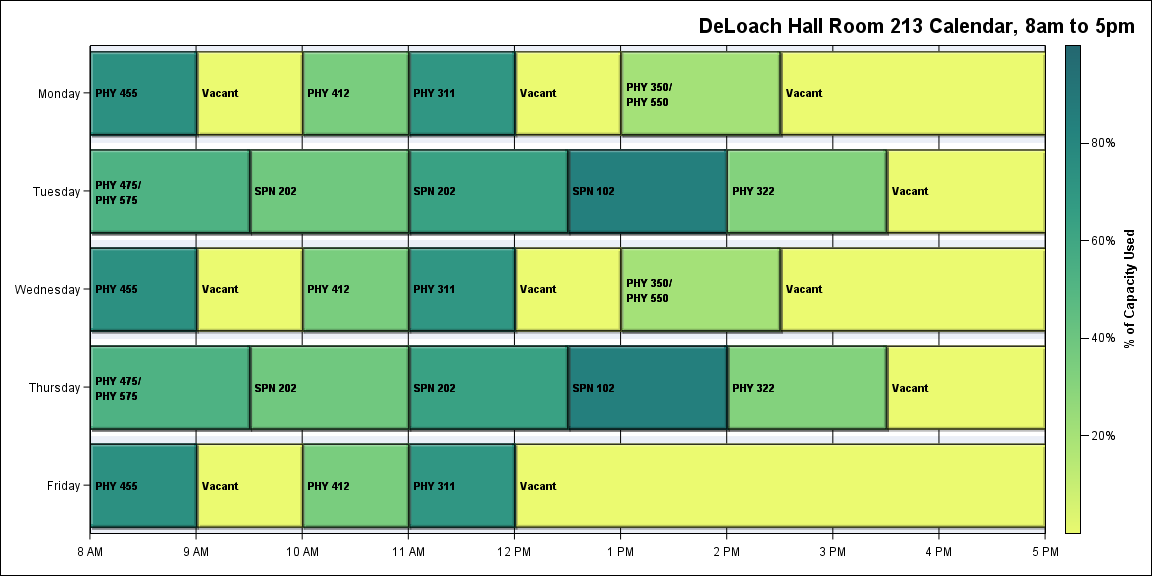 DeLoach Hall Room 213 Calendar, 8am to 5pm
Monday
PHY 455
Vacant
PHY 412
PHY 311
Vacant
PHY 350/
PHY 550
Vacant
Tuesday
PHY 475/
PHY 575
SPN 202
SPN 202
SPN 102
PHY 322
Vacant
Wednesday
PHY 455
Vacant
PHY 412
PHY 311
Vacant
PHY 350/
PHY 550
Vacant
Thursday
PHY 475/
PHY 575
SPN 202
SPN 202
SPN 102
PHY 322
Vacant
Friday
PHY 455
Vacant
PHY 412
PHY 311
Vacant
8 AM
9 AM
10 AM
11 AM
12 PM
1 PM
2 PM
3 PM
4 PM
5 PM
80%
60%
40%
20%
% of Capacity Used